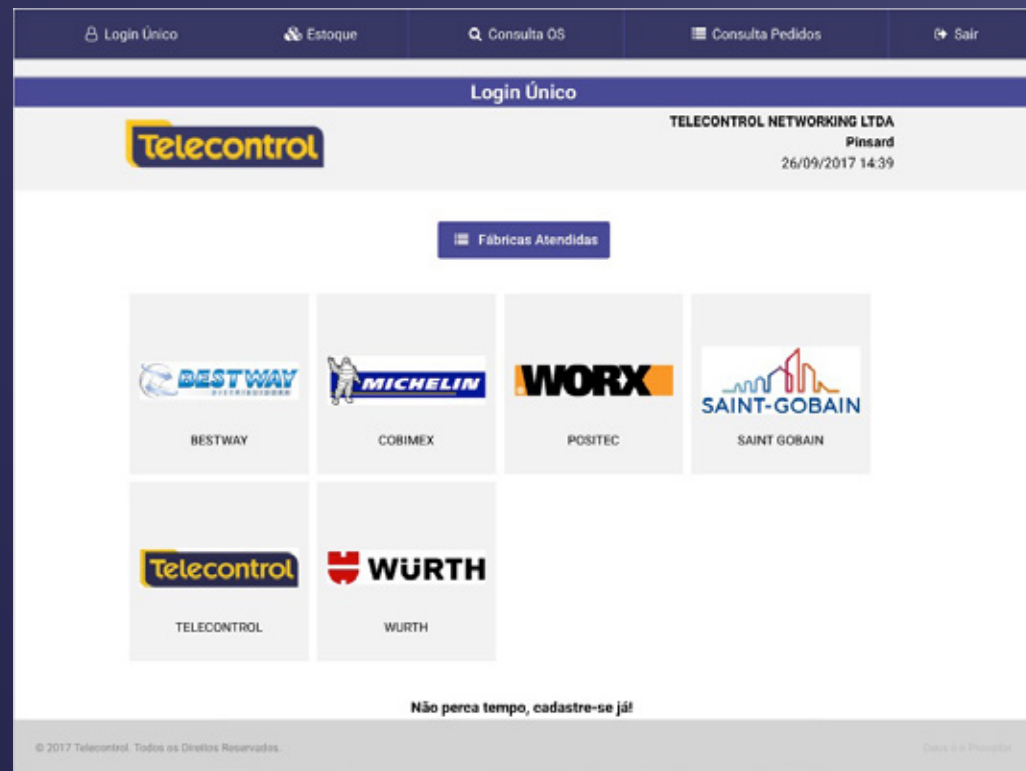 Login Único Estoque Consulta OS Consulta Pedidos Sair
Login Único
Telecontrol
TELECONTROL NETWORKING LTDA
Pinsard
26/09/2017 14:39
Fábricas Atendidas
BESTWAY
DISTRIBUIDORA
MICHELIN
WORX
SAINT-GOBAIN
BESTWAY COBIMEX POSITEC SAINT GOBAIN
Telecontrol
WÜRTH
TELECONTROL WURTH
Não perca tempo, cadastre-se já!
© 2017 Telecontrol. Todos os Direitos Reservados.